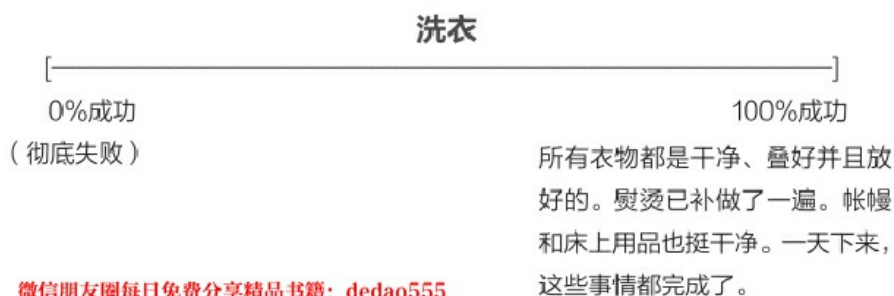 洗衣
0%成功
（彻底失败）
100%成功
所有衣物都是干净、叠好并且放
好的。熨烫已补做了一遍。帐幔
和床上用品也挺干净。一天下来，
这些事情都完成了。
微信朋友圈每日免费分享精品书籍：dedao555